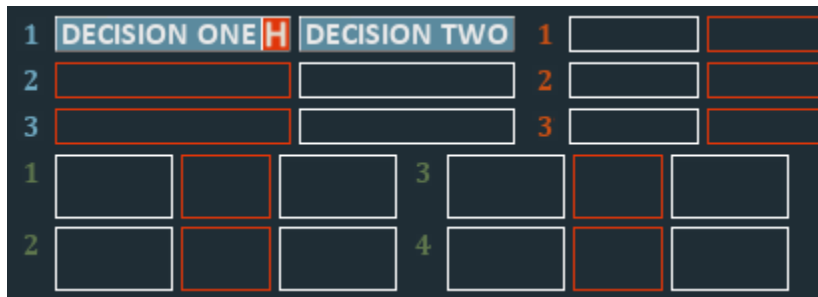 1 DECISION ONE H DECISION TWO 1
2 2
3 3
1 3
2 4